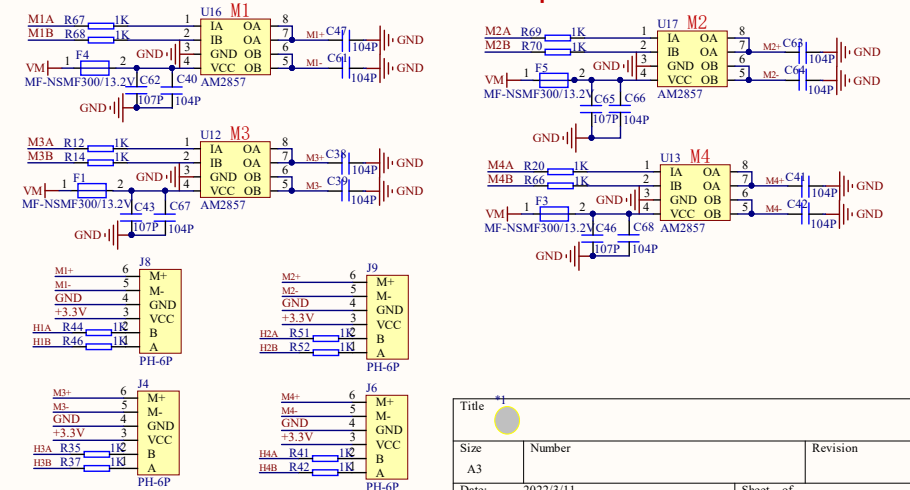 U16 M1
M1A R67 1K 1 IA OA 8 M1+ C47
M1B R68 1K 2 IB OA 7 104P GND
GND 3 GND OB 6 M1- C61
VM 1 F4 2 4 VCC OB 5 104P
MF-NSMF300/13.2V C62 C40 AM2857
107P 104P
GND
U17 M2
M2A R69 1K 1 IA OA 8 M2+ C63
M2B R70 1K 2 IB OA 7 104P GND
GND 3 GND OB 6 M2- C64
VM 1 F5 2 4 VCC OB 5 104P
MF-NSMF300/13.2V C65 C66 AM2857
107P 104P
GND
U12 M3
M3A R12 1K 1 IA OA 8 M3+ C38
M3B R14 1K 2 IB OA 7 104P GND
GND 3 GND OB 6 M3- C39
VM 1 F1 2 4 VCC OB 5 104P
MF-NSMF300/13.2V C43 C67 AM2857
107P 104P
GND
U13 M4
M4A R20 1K 1 IA OA 8 M4+ C41
M4B R66 1K 2 IB OA 7 104P GND
GND 3 GND OB 6 M4- C42
VM 1 F3 2 4 VCC OB 5 104P
MF-NSMF300/13.2V C46 C68 AM2857
107P 104P
GND
J8
M1+ 6 M+
M1- 5 M-
GND 4 GND
+3.3V 3 VCC
H1A R44 1K 2 B
H1B R46 1K 1 A
PH-6P
J9
M2+ 6 M+
M2- 5 M-
GND 4 GND
+3.3V 3 VCC
H2A R51 1K 2 B
H2B R52 1K 1 A
PH-6P
J4
M3+ 6 M+
M3- 5 M-
GND 4 GND
+3.3V 3 VCC
H3A R35 1K 2 B
H3B R37 1K 1 A
PH-6P
J6
M4+ 6 M+
M4- 5 M-
GND 4 GND
+3.3V 3 VCC
H4A R41 1K 2 B
H4B R42 1K 1 A
PH-6P
Title *1
Size Number Revision
A3
Date: 2022/3/11 Sheet of